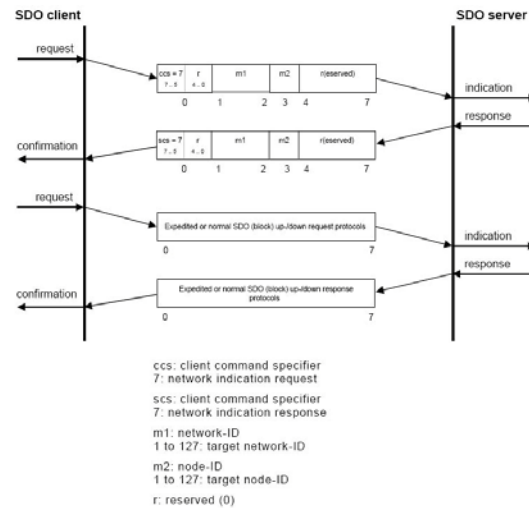 SDO client
SDO server
request
ccs = 7 r m1 m2 r(eserved)
7..5 4..0
0 1 2 3 4 7
indication
response
scs = 7 r m1 m2 r(eserved)
7..5 4..0
confirmation
0 1 2 3 4 7
request
Expedited or normal SDO (block) up-/down request protocols
0 7
indication
response
Expedited or normal SDO (block) up-/down response
protocols
confirmation
0 7
ccs: client command specifier
7: network indication request
scs: client command specifier
7: network indication response
m1: network-ID
1 to 127: target network-ID
m2: node-ID
1 to 127: target node-ID
r: reserved (0)